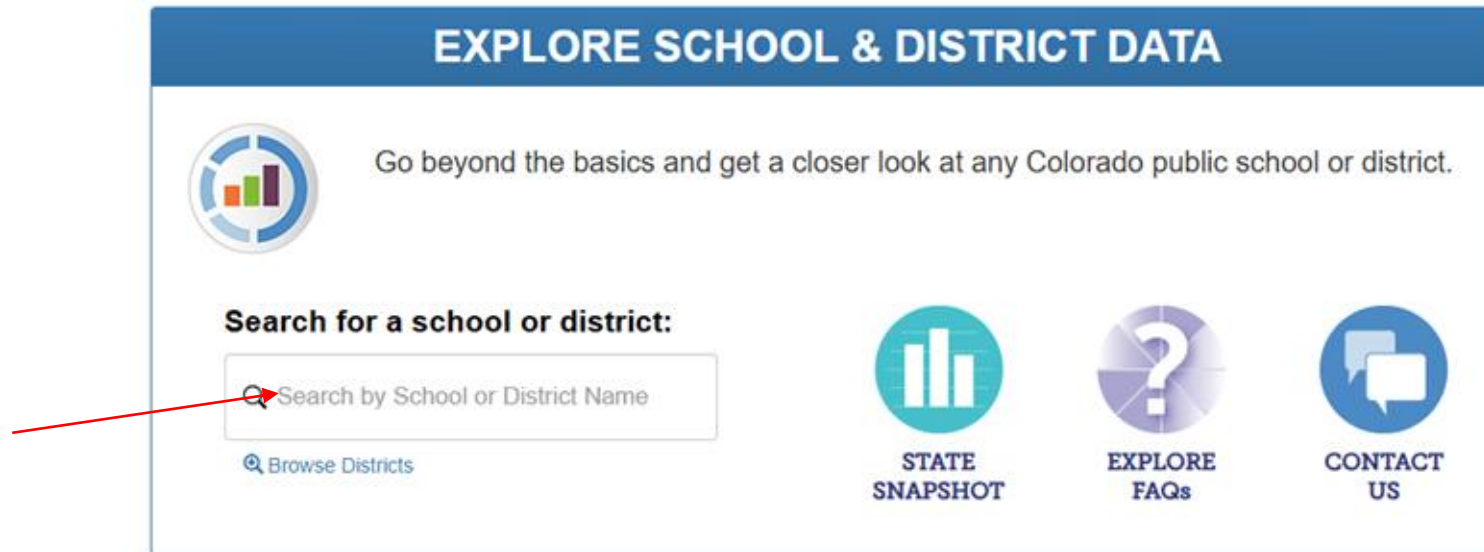 EXPLORE SCHOOL & DISTRICT DATA
Go beyond the basics and get a closer look at any Colorado public school or district.
Search for a school or district:
Search by School or District Name
Browse Districts
STATE
SNAPSHOT
EXPLORE
FAQs
CONTACT
US